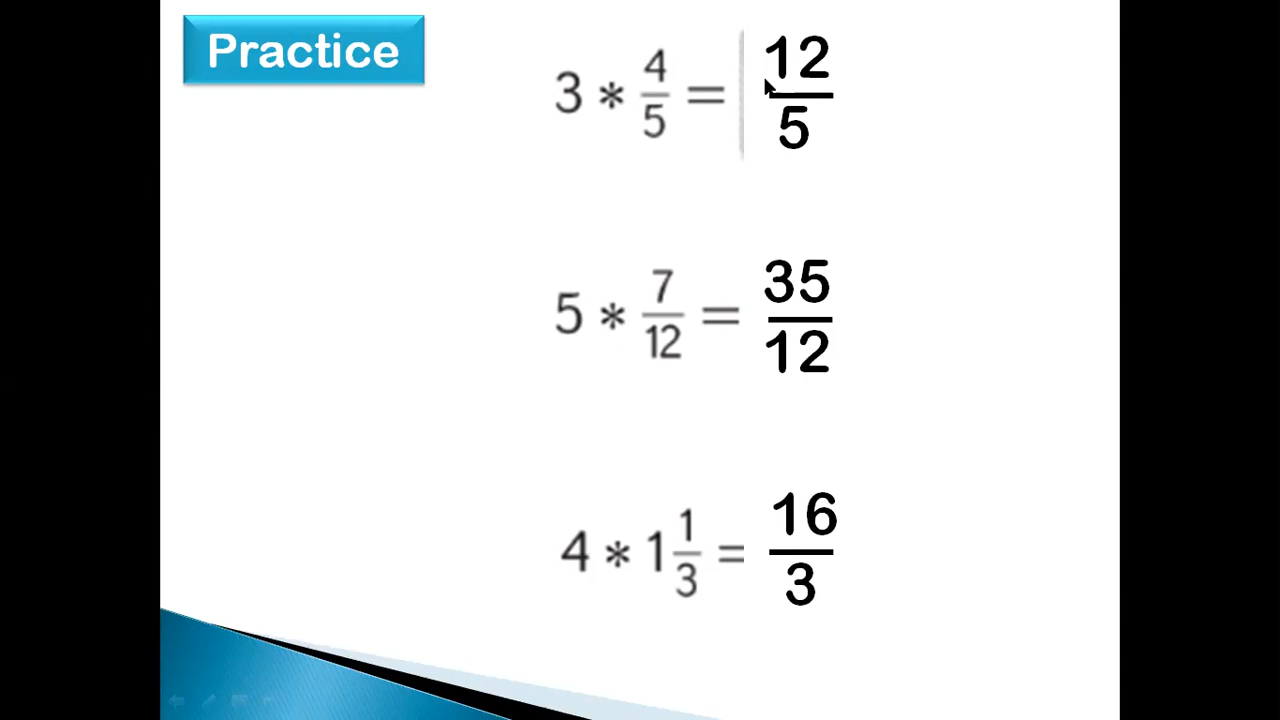 Practice
3 * 4/5 = 12/5
5 * 7/12 = 35/12
4 * 1 1/3 = 16/3